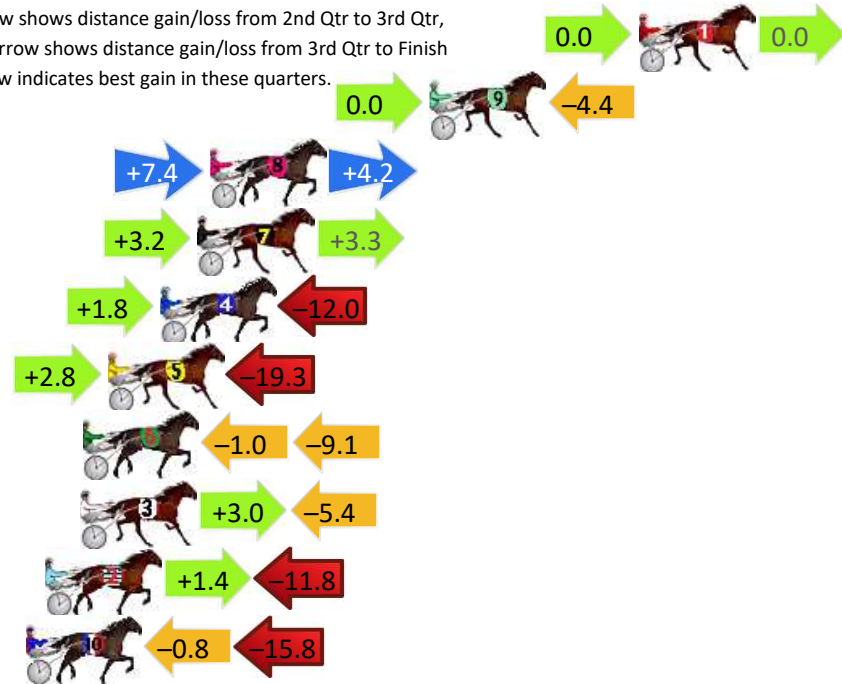 w shows distance gain/loss from 2nd Qtr to 3rd Qtr,
rrow shows distance gain/loss from 3rd Qtr to Finish
w indicates best gain in these quarters.
0.0 1 0.0
0.0 9 –4.4
+7.4 8 +4.2
+3.2 7 +3.3
+1.8 4 –12.0
+2.8 5 –19.3
6 –1.0 –9.1
3 +3.0 –5.4
+1.4 –11.8
10 –0.8 –15.8